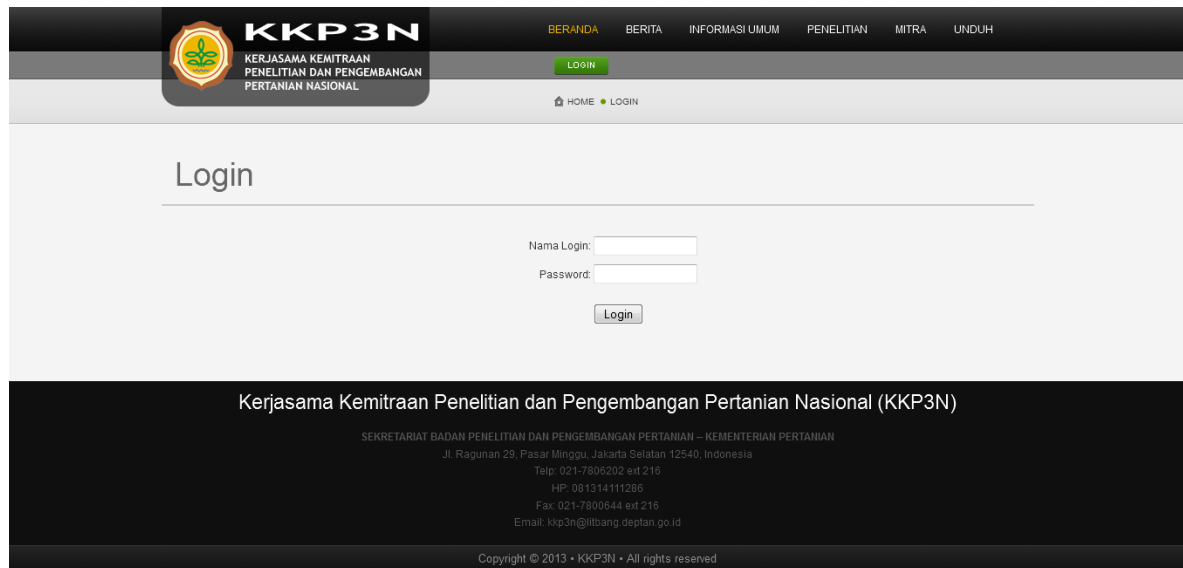 KKP3N
KERJASAMA KEMITRAAN
PENELITIAN DAN PENGEMBANGAN
PERTANIAN NASIONAL
BERANDA BERITA INFORMASI UMUM PENELITIAN MITRA UNDUH
LOGIN
HOME • LOGIN
Login
Nama Login:
Password:
Login
Kerjasama Kemitraan Penelitian dan Pengembangan Pertanian Nasional (KKP3N)
SEKRETARIAT BADAN PENELITIAN DAN PENGEMBANGAN PERTANIAN – KEMENTERIAN PERTANIAN
Jl. Ragunan 29, Pasar Minggu, Jakarta Selatan 12540, Indonesia
Telp: 021-7806202 ext 216
HP: 081314111286
Fax: 021-7800644 ext 216
Email: kkp3n@litbang.deptan.go.id
Copyright © 2013 • KKP3N • All rights reserved